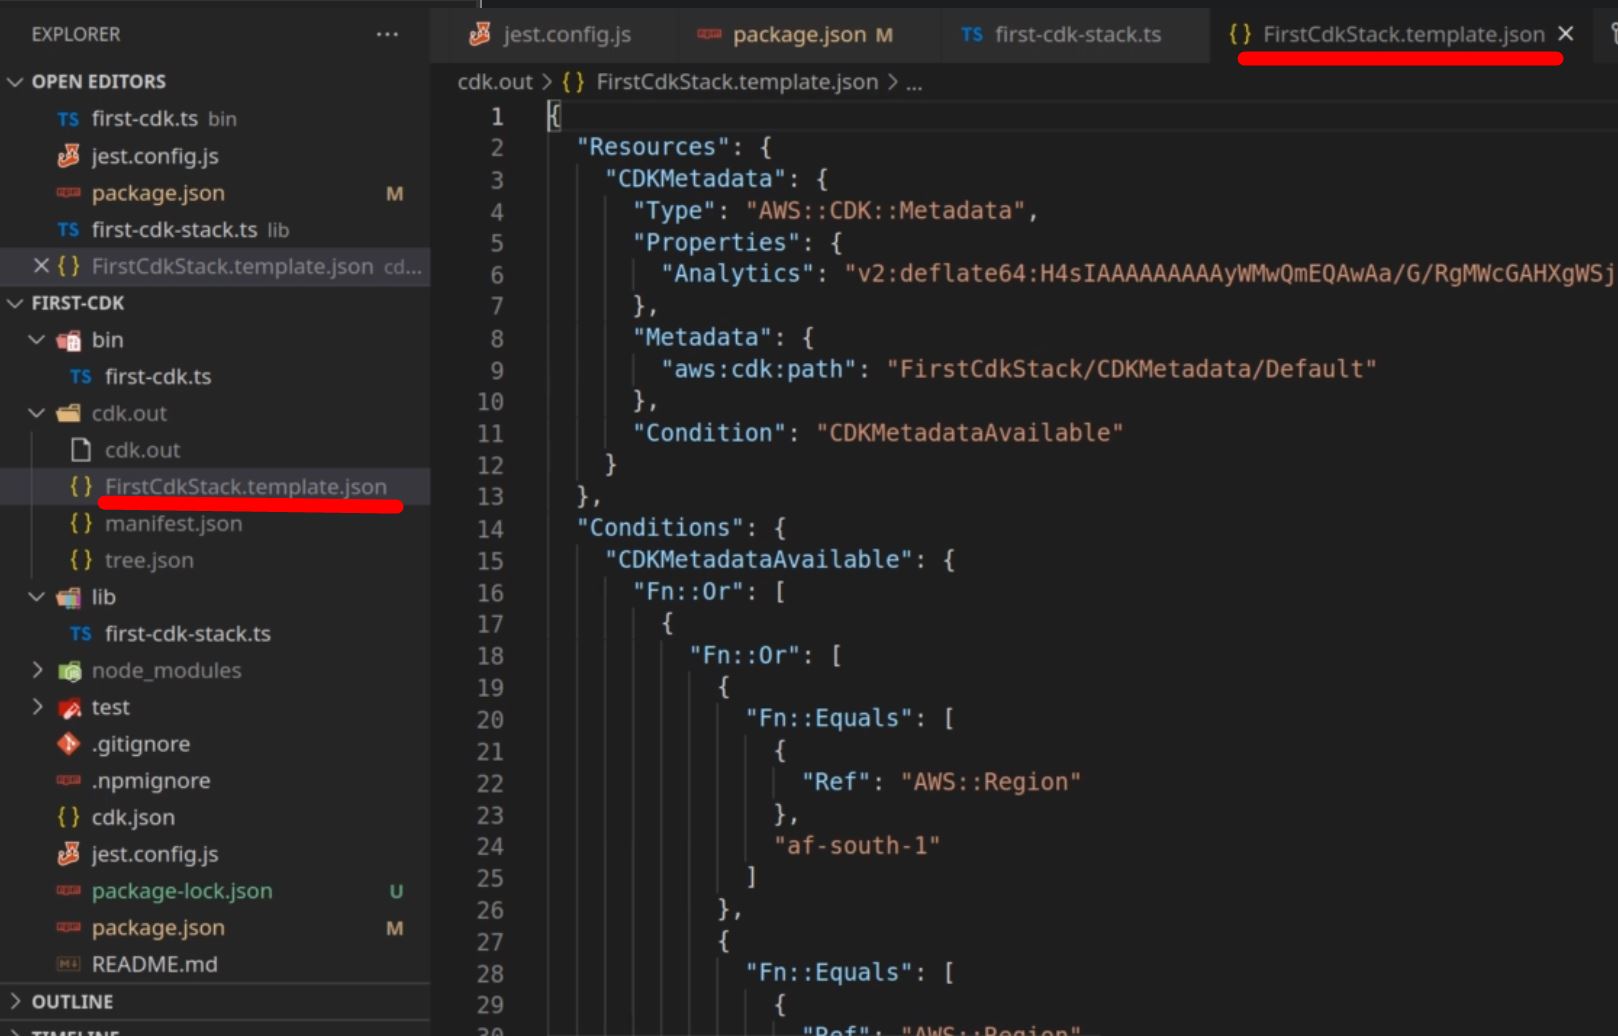 EXPLORER
...
OPEN EDITORS
TS first-cdk.ts bin
jest.config.js
package.json M
TS first-cdk-stack.ts lib
{} FirstCdkStack.template.json cd...
FIRST-CDK
bin
TS first-cdk.ts
cdk.out
cdk.out
{} FirstCdkStack.template.json
{} manifest.json
{} tree.json
lib
TS first-cdk-stack.ts
node_modules
test
.gitignore
.npmignore
{} cdk.json
jest.config.js
package-lock.json U
package.json M
README.md
OUTLINE
TIMELINE
jest.config.js package.json M TS first-cdk-stack.ts {} FirstCdkStack.template.json
cdk.out > {} FirstCdkStack.template.json > ...
1 {
2 "Resources": {
3 "CDKMetadata": {
4 "Type": "AWS::CDK::Metadata",
5 "Properties": {
6 "Analytics": "v2:deflate64:H4sIAAAAAAAAAyWMwQmEQAwAa/G/RgMWcGAHXgWSj
7 },
8 "Metadata": {
9 "aws:cdk:path": "FirstCdkStack/CDKMetadata/Default"
10 },
11 "Condition": "CDKMetadataAvailable"
12 }
13 },
14 "Conditions": {
15 "CDKMetadataAvailable": {
16 "Fn::Or": [
17 {
18 "Fn::Or": [
19 {
20 "Fn::Equals": [
21 {
22 "Ref": "AWS::Region"
23 },
24 "af-south-1"
25 ]
26 },
27 {
28 "Fn::Equals": [
29 {
30 "Ref": "AWS::Region"